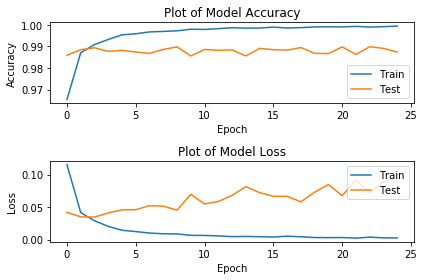 Plot of Model Accuracy
1.00
0.99
0.98
0.97
Accuracy
Train
Test
0 5 10 15 20 25
Epoch
Plot of Model Loss
0.10
0.05
0.00
Loss
Train
Test
0 5 10 15 20 25
Epoch